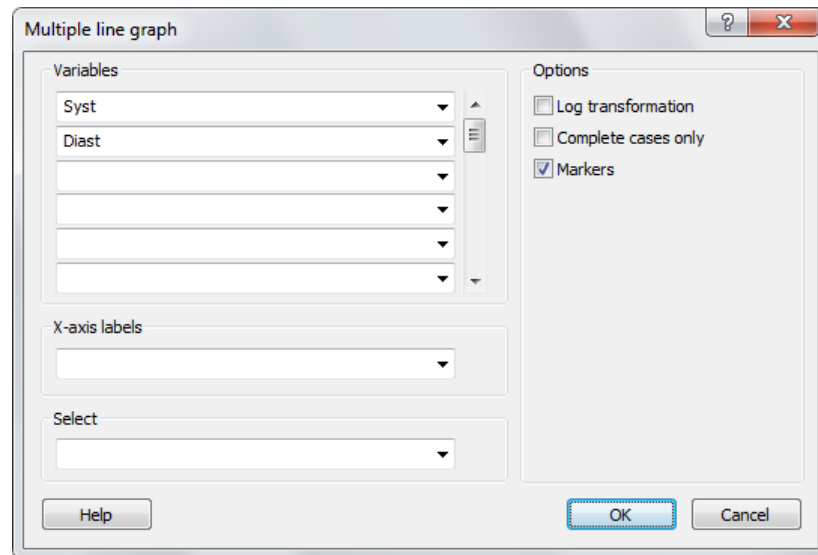 Multiple line graph
?
X
Variables
Syst
Diast
X-axis labels
Select
Options
Log transformation
Complete cases only
Markers
Help
OK
Cancel